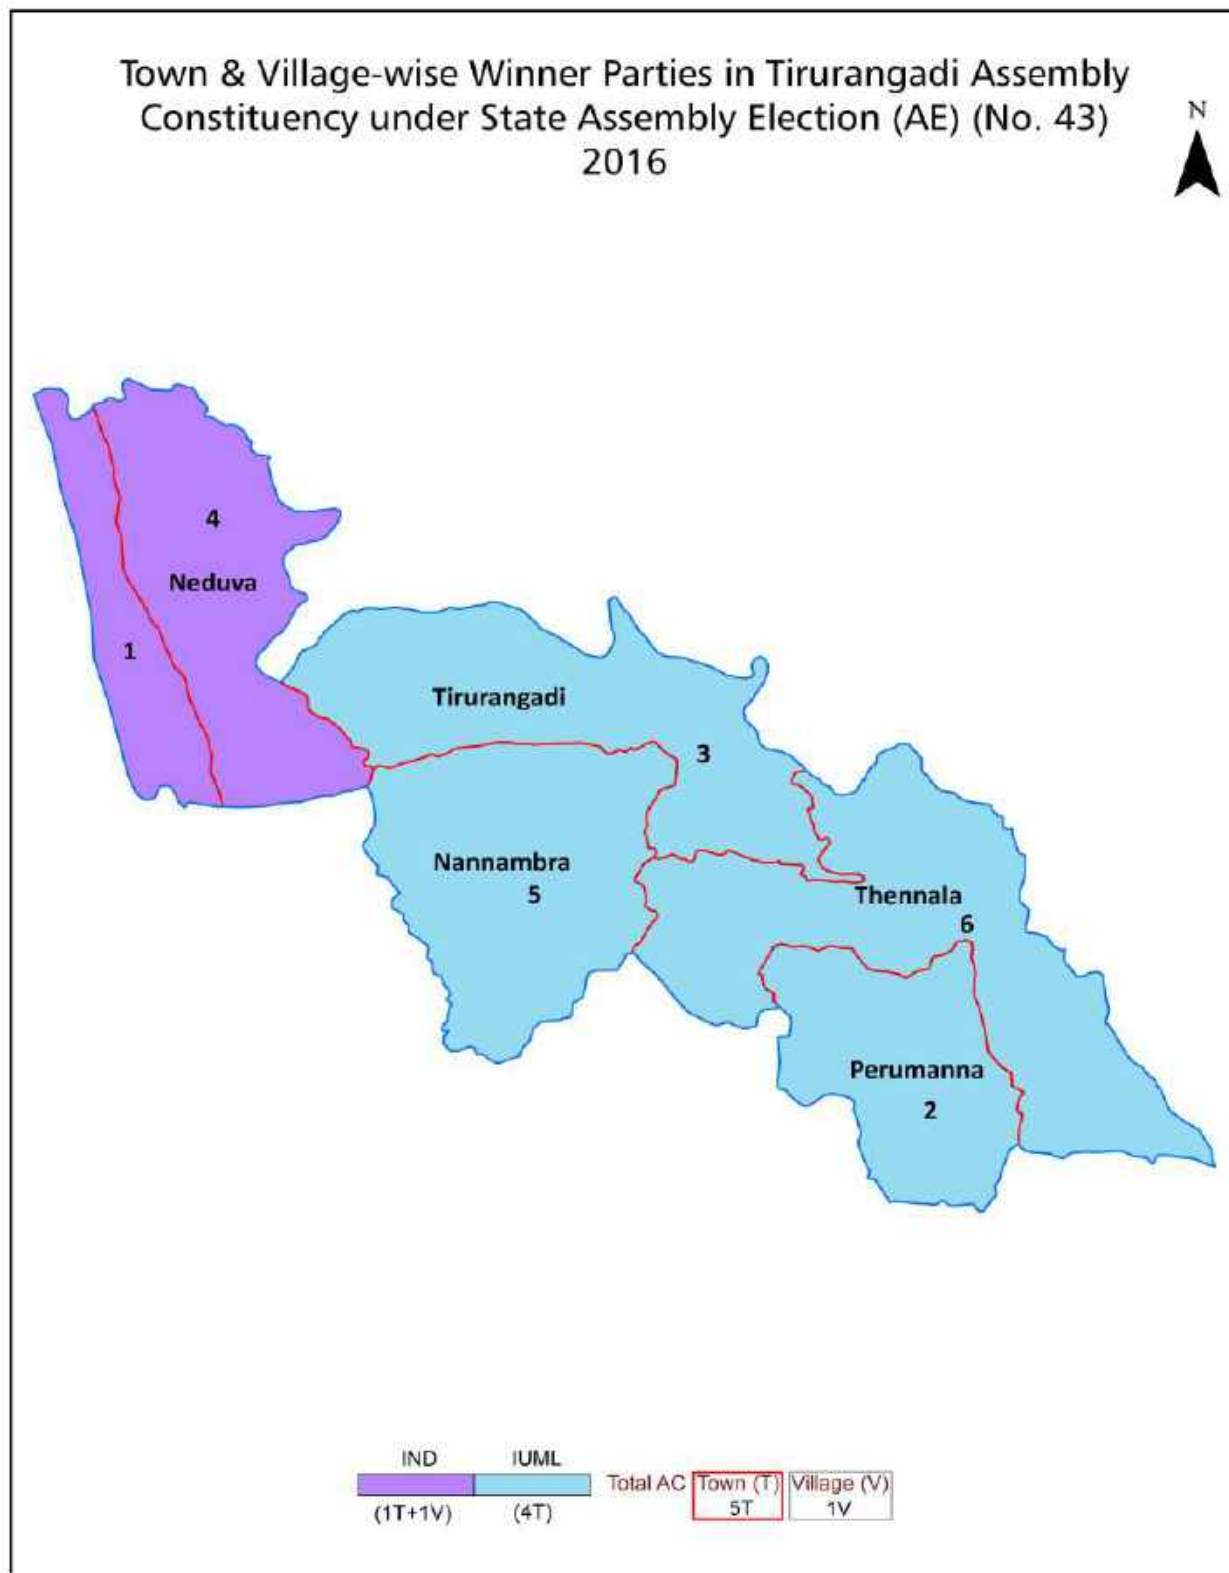 Town & Village-wise Winner Parties in Tirurangadi Assembly
Constituency under State Assembly Election (AE) (No. 43)
2016
N
4
Neduva
1
Tirurangadi
3
Nannambra
5
Thennala
6
Perumanna
2
IND IUML
Total AC Town (T) Village (V)
(1T+1V) (4T) 5T 1V